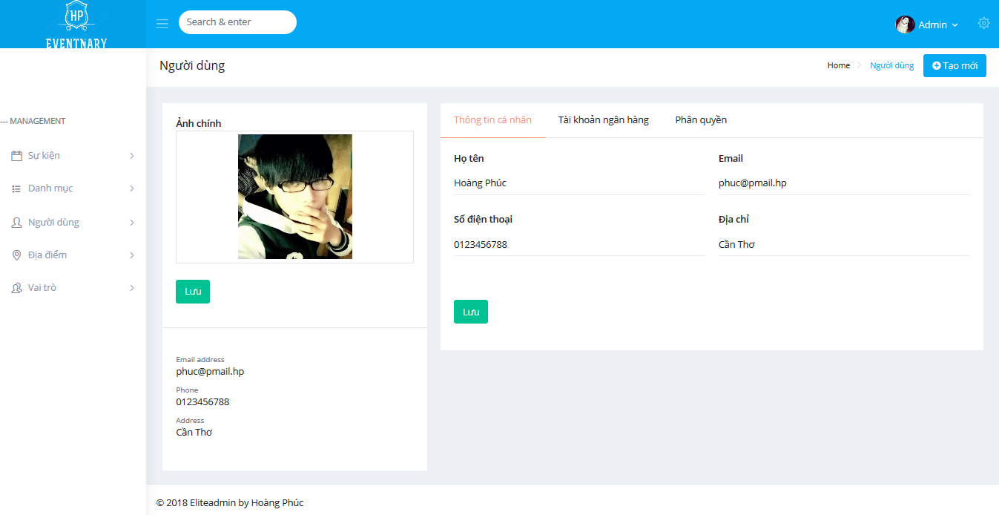 HP
EVENTNARY
Search & enter
Admin
Người dùng
Home
Người dùng
Tạo mới
--- MANAGEMENT
Sự kiện
Danh mục
Người dùng
Địa điểm
Vai trò
Ảnh chính
Lưu
Email address
phuc@pmail.hp
Phone
0123456788
Address
Cần Thơ
Thông tin cá nhân
Tài khoản ngân hàng
Phân quyền
Họ tên
Email
Hoàng Phúc
phuc@pmail.hp
Số điện thoại
Địa chỉ
0123456788
Cần Thơ
Lưu
© 2018 Eliteadmin by Hoàng Phúc